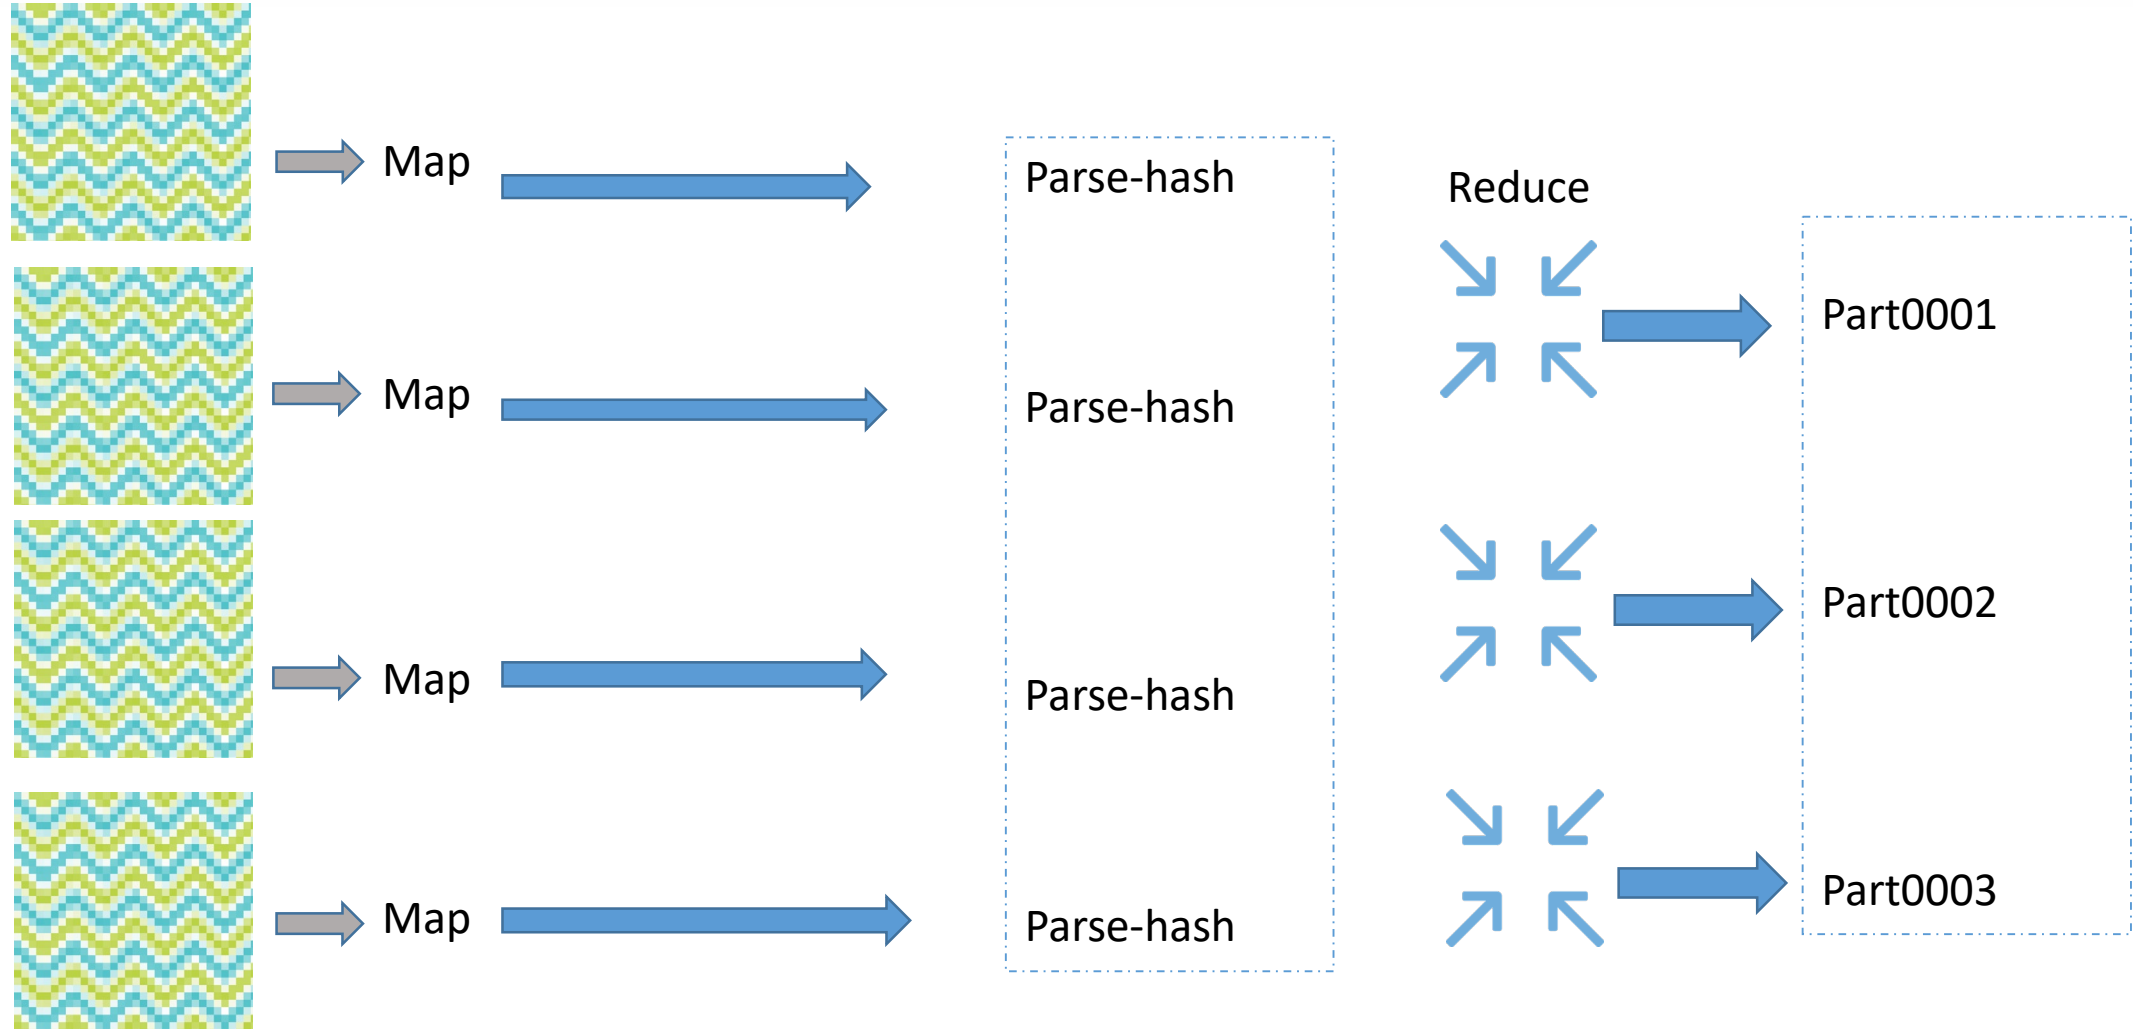 Map
Map
Map
Map
Parse-hash
Parse-hash
Parse-hash
Parse-hash
Reduce
Part0001
Part0002
Part0003